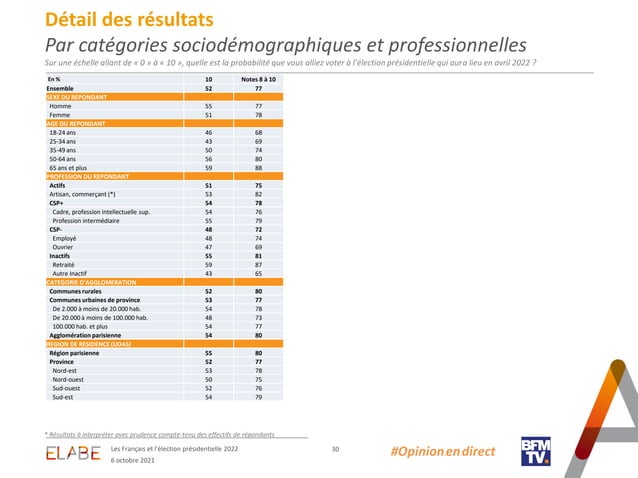 Détail des résultats
Par catégories sociodémographiques et professionnelles
Sur une échelle allant de « 0 » à « 10 », quelle est la probabilité que vous alliez voter à l'élection présidentielle qui aura lieu en avril 2022 ?
En % 10 Notes 8 à 10
Ensemble 52 77
SEXE DU REPONDANT
Homme 55 77
Femme 51 78
AGE DU REPONDANT
18-24 ans 46 68
25-34 ans 43 69
35-49 ans 50 74
50-64 ans 56 80
65 ans et plus 59 88
PROFESSION DU REPONDANT
Actifs 51 75
Artisan, commerçant (*) 53 82
CSP+ 54 78
Cadre, profession intellectuelle sup. 54 76
Profession intermédiaire 55 79
CSP- 48 72
Employé 48 74
Ouvrier 47 69
Inactifs 55 81
Retraité 59 87
Autre Inactif 43 65
CATEGORIE D'AGGLOMERATION
Communes rurales 52 80
Communes urbaines de province 53 77
De 2.000 à moins de 20.000 hab. 54 78
De 20.000 à moins de 100.000 hab. 48 73
100.000 hab. et plus 54 77
Agglomération parisienne 54 80
REGION DE RESIDENCE (UDA5)
Région parisienne 55 80
Province 52 77
Nord-est 53 78
Nord-ouest 50 75
Sud-ouest 52 76
Sud-est 54 79
* Résultats à interpréter avec prudence compte-tenu des effectifs de répondants
ELABE
Les Français et l'élection présidentielle 2022
6 octobre 2021
30
#Opinionendirect
BFM
TV.